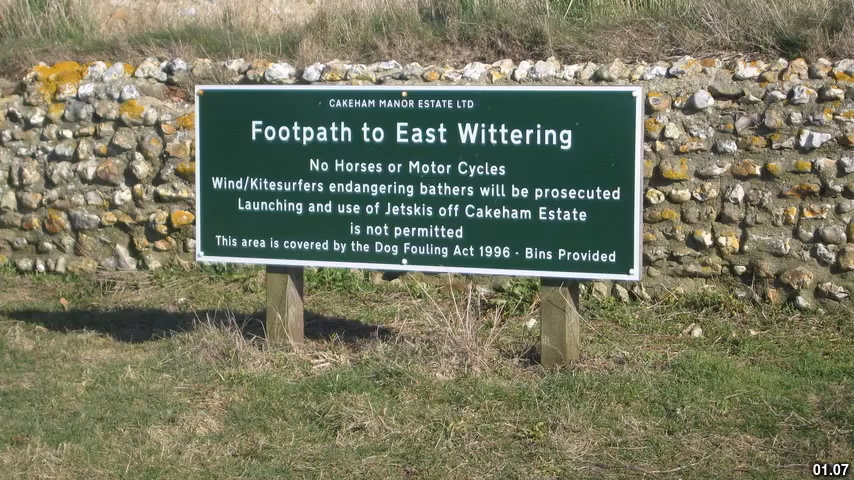 CAKEHAM MANOR ESTATE LTD
Footpath to East Wittering
No Horses or Motor Cycles
Wind/Kitesurfers endangering bathers will be prosecuted
Launching and use of Jetskis off Cakeham Estate
is not permitted
This area is covered by the Dog Fouling Act 1996 - Bins Provided
01.07